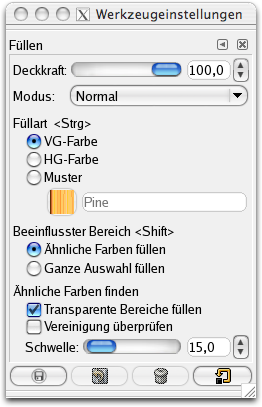 Werkzeugeinstellungen
Füllen
Deckkraft: 100,0
Modus: Normal
Füllart <Strg>
VG-Farbe
HG-Farbe
Muster
Pine
Beeinflusster Bereich <Shift>
Ähnliche Farben füllen
Ganze Auswahl füllen
Ähnliche Farben finden
Transparente Bereiche füllen
Vereinigung überprüfen
Schwelle: 15,0